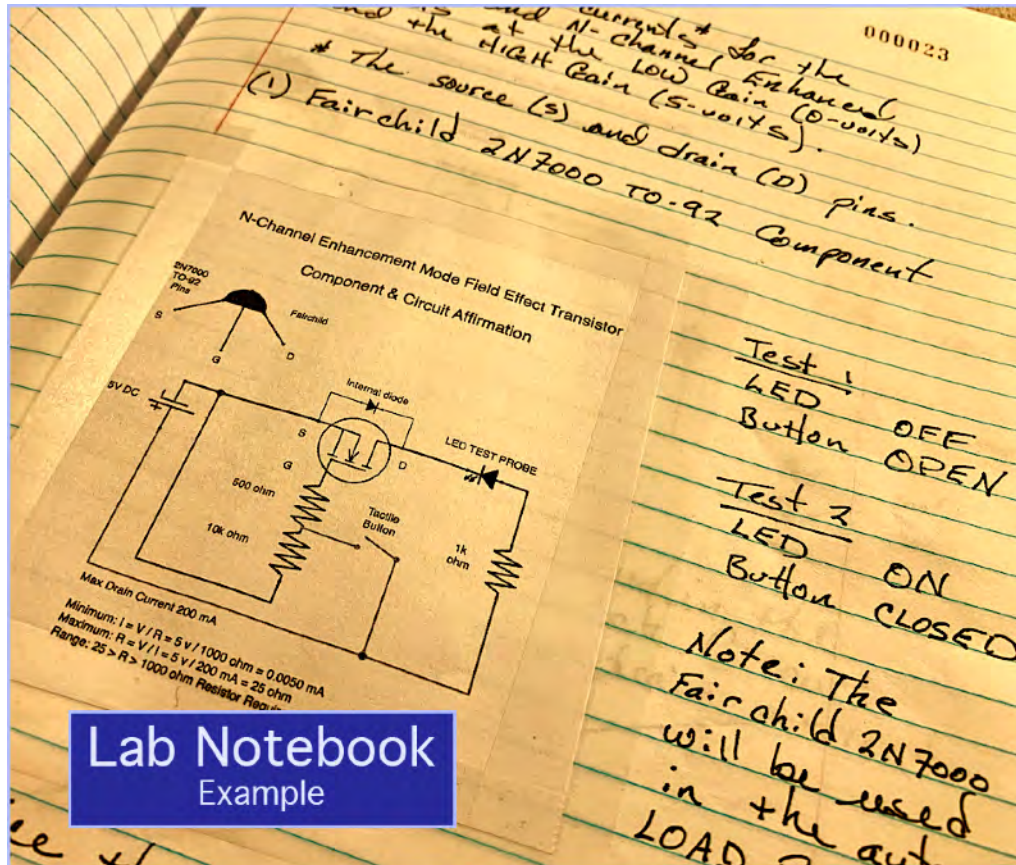 000023
currents* for the
and N-Channel Enhanced
at the LOW Gain (0-volts)
and the HIGH Gain (5-volts).
* The source (S) and drain (D) pins.
(1) Fairchild 2N7000 TO-92 Component
N-Channel Enhancement Mode Field Effect Transistor
Component & Circuit Affirmation
2N7000
TO-92
Pins
Fairchild
S
G
D
5V DC
+
Internal diode
S
G
D
LED TEST PROBE
500 ohm
10k ohm
Tactile
Button
1k
ohm
Max Drain Current 200 mA
Minimum: I = V / R = 5 v / 1000 ohm = 0.0050 mA
Maximum: R = V / I = 5 v / 200 mA = 25 ohm
Range: 25 > R > 1000 ohm Resistor
Test 1
LED OFF
Button OPEN
Test 2
LED ON
Button CLOSED
Note: The
Fairchild 2N7000
will be used
in the
LOAD
Lab Notebook
Example